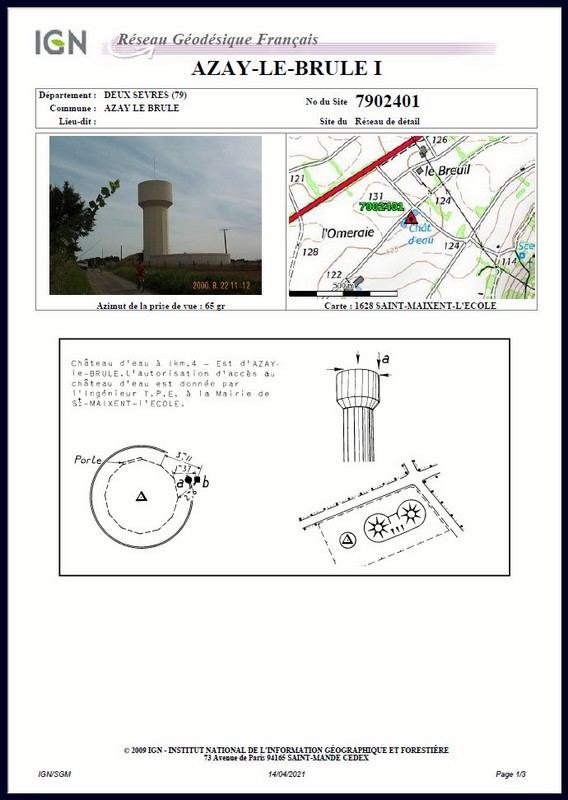 IGN
Réseau Géodésique Français
AZAY-LE-BRULE I
Département : DEUX SEVRES (79)
Commune : AZAY LE BRULE
Lieu-dit :
No du Site 7902401
Site du Réseau de détail
2000. 8.22 11:12
126
121
le Breuil
131
124
7902401
l'Omeraie
Chât.
d'eau
124
128
Sce
114
122
500 m
Azimut de la prise de vue : 65 gr
Carte : 1628 SAINT-MAIXENT-L'ECOLE
Château d'eau à 1km.4 - Est d'AZAY-
le-BRULE.L'autorisation d'accès au
château d'eau est donnée par
l'Ingénieur T.P.E. à la Mairie de
St-MAIXENT-l'ECOLE.
a
Porte
3m11
1m37
a b
© 2009 IGN - INSTITUT NATIONAL DE L'INFORMATION GÉOGRAPHIQUE ET FORESTIÈRE
73 Avenue de Paris 94165 SAINT-MANDE CEDEX
IGN/SGM
14/04/2021
Page 1/3